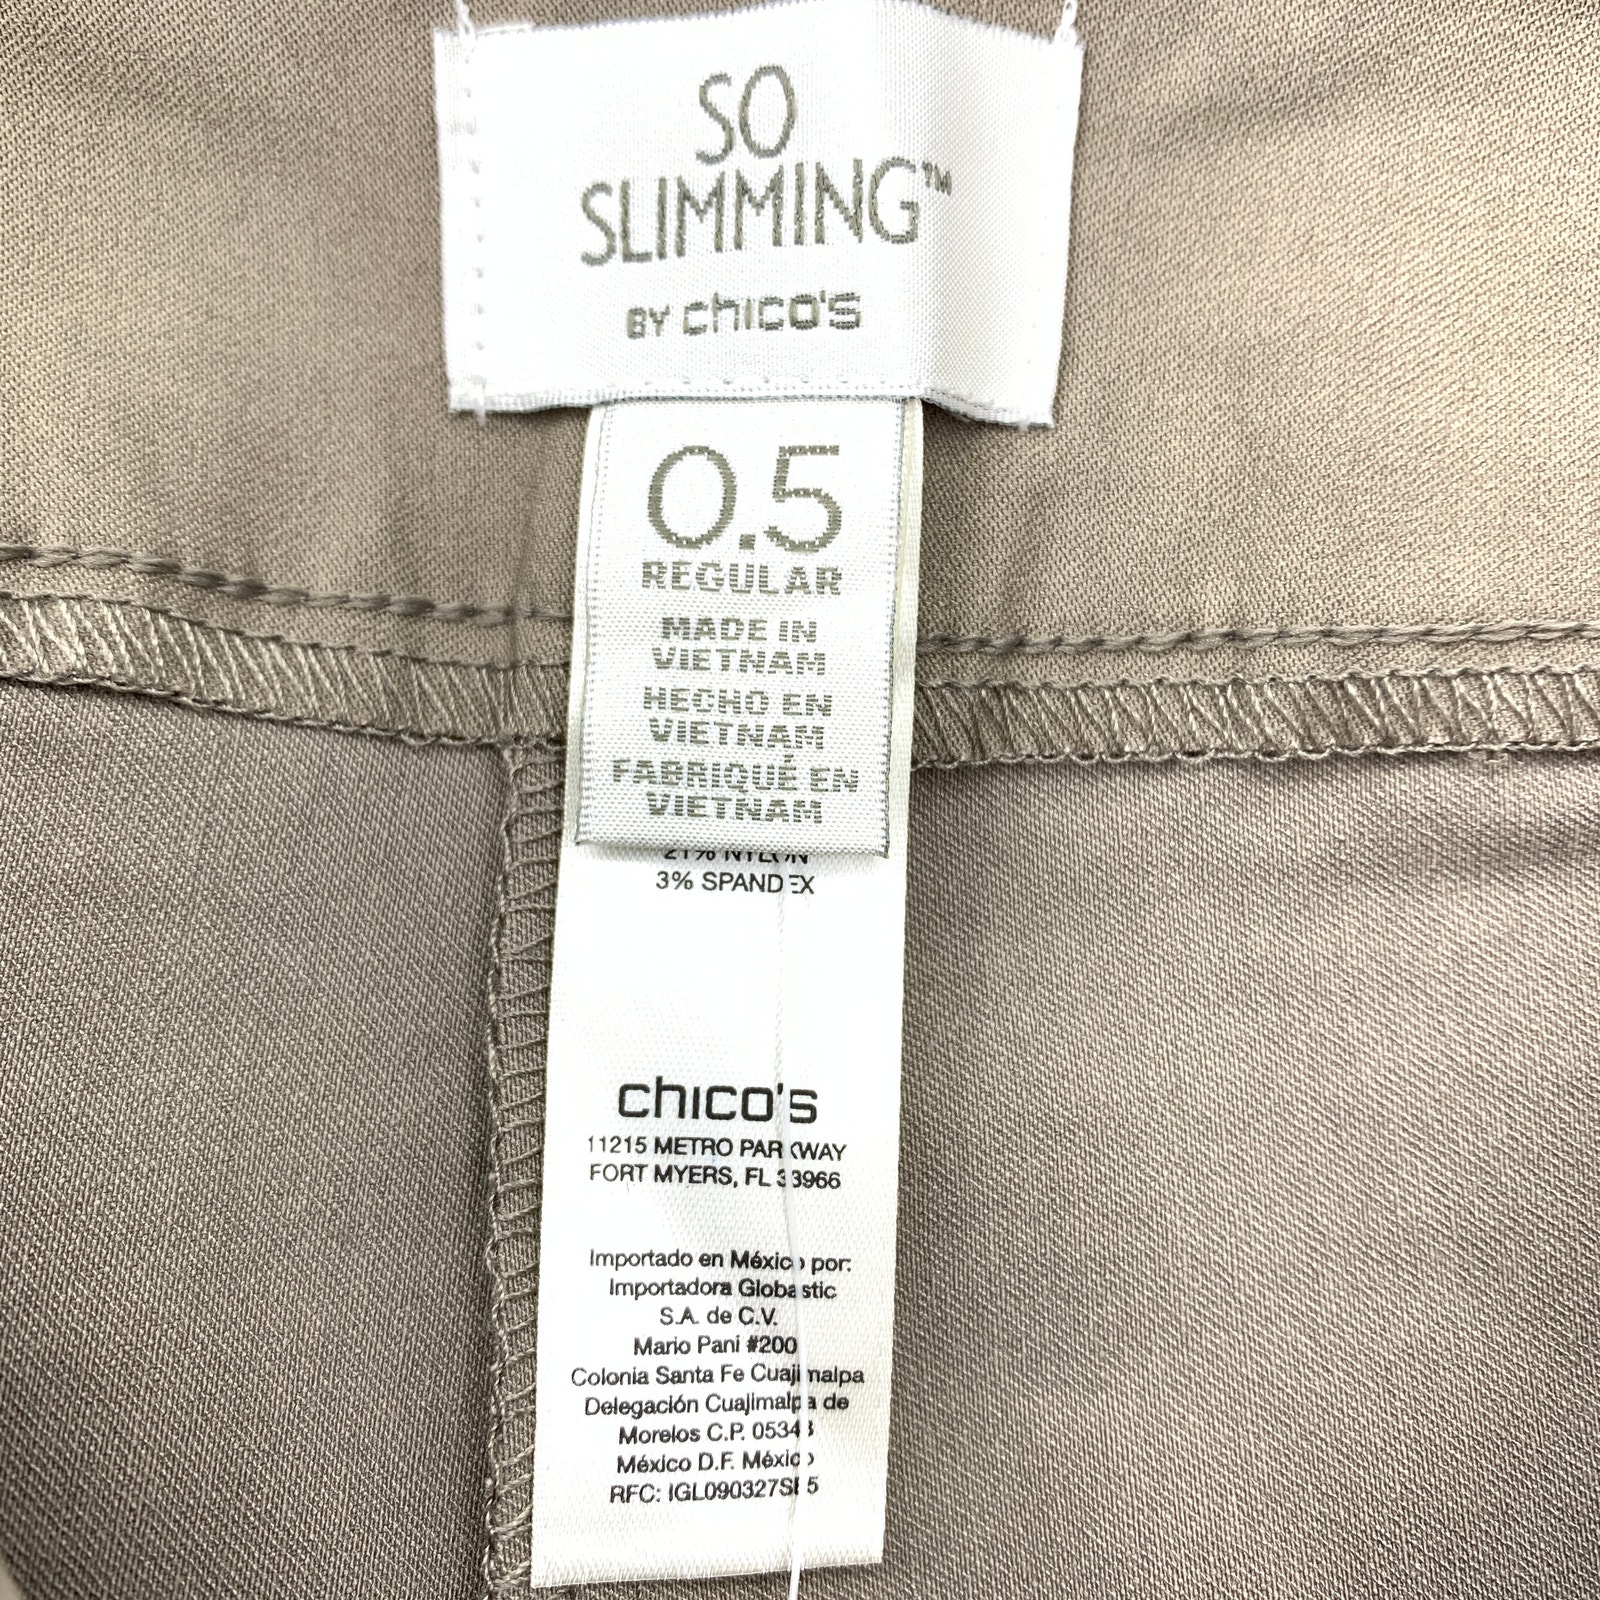 SO
SLIMMING™
BY chico's
0.5
REGULAR
MADE IN
VIETNAM
HECHO EN
VIETNAM
FABRIQUÉ EN
VIETNAM
21% NYLON
3% SPANDEX
chico's
11215 METRO PARKWAY
FORT MYERS, FL 33966
Importado en México por:
Importadora Globastic
S.A. de C.V.
Mario Pani #200
Colonia Santa Fe Cuajimalpa
Delegación Cuajimalpa de
Morelos C.P. 05348
México D.F. México
RFC: